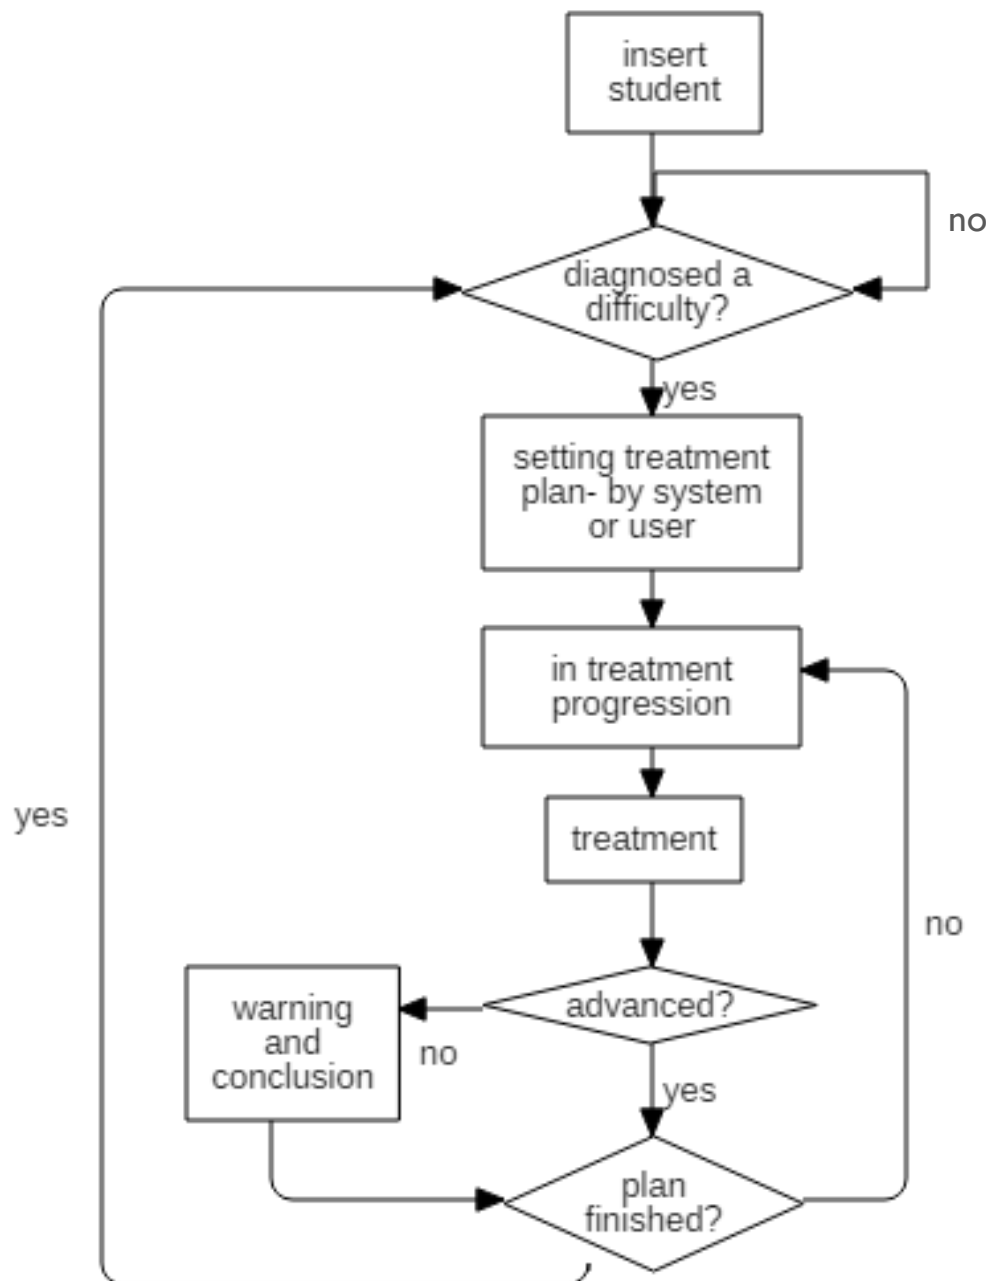 insert
student
no
diagnosed a
difficulty?
yes
setting treatment
plan- by system
or user
in treatment
progression
yes
treatment
no
advanced?
warning
and
conclusion
no
yes
plan
finished?